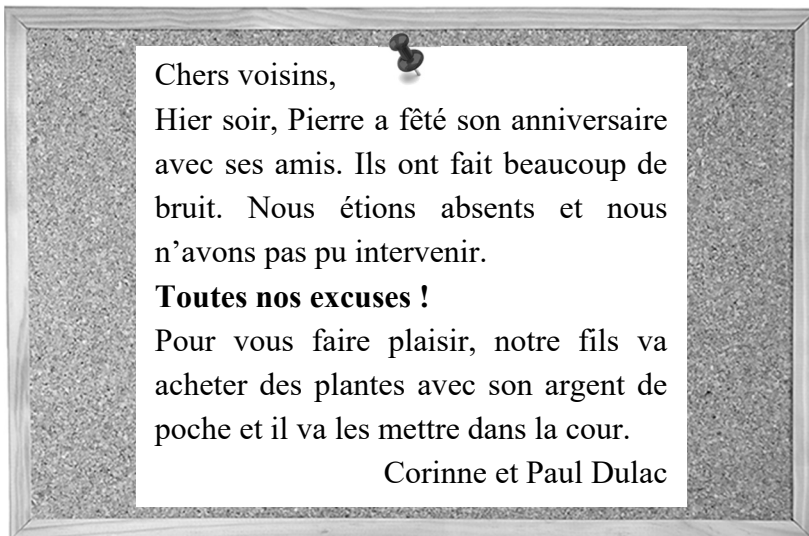 Chers voisins,
Hier soir, Pierre a fêté son anniversaire
avec ses amis. Ils ont fait beaucoup de
bruit. Nous étions absents et nous
n’avons pas pu intervenir.
Toutes nos excuses !
Pour vous faire plaisir, notre fils va
acheter des plantes avec son argent de
poche et il va les mettre dans la cour.
Corinne et Paul Dulac